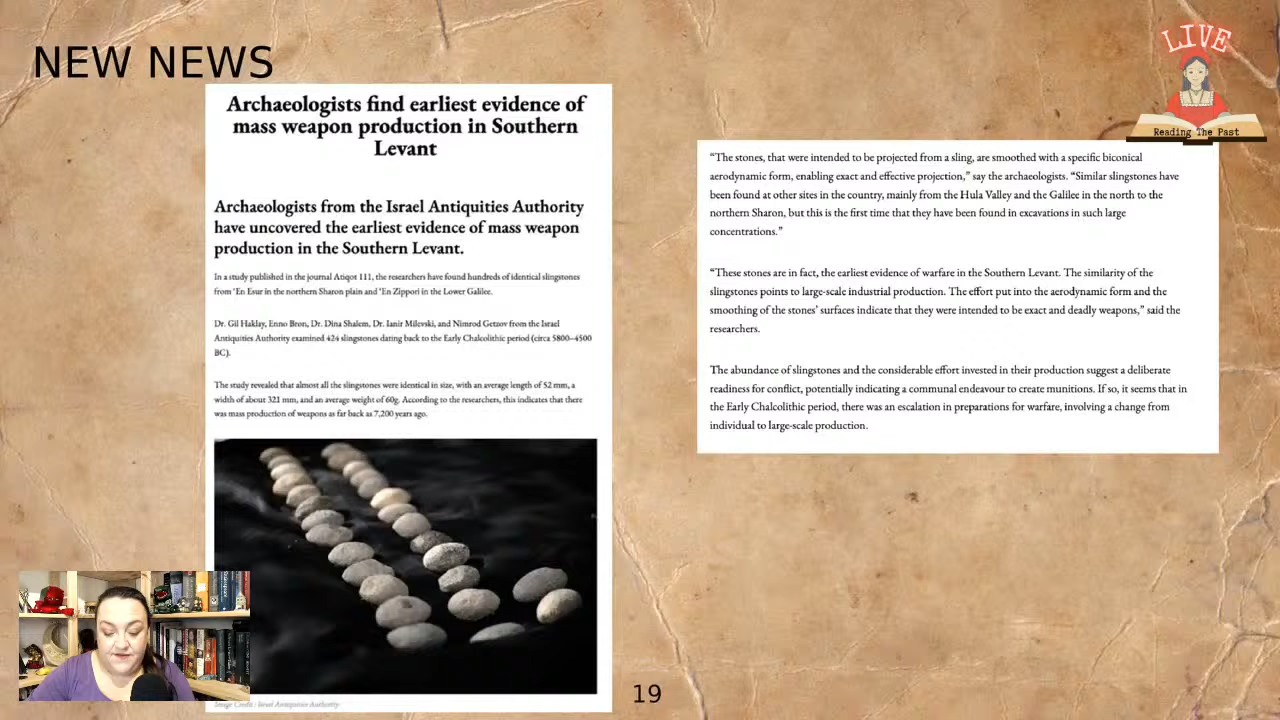 NEW NEWS
Archaeologists find earliest evidence of
mass weapon production in Southern
Levant
Archaeologists from the Israel Antiquities Authority
have uncovered the earliest evidence of mass weapon
production in the Southern Levant.
In a study published in the journal Atiqot 111, the researchers have found hundreds of identical slingstones
from ‘En Esur in the northern Sharon plain and ‘En Zippori in the Lower Galilee.
Dr. Gil Haklay, Enno Bron, Dr. Dina Shalem, Dr. Ianir Milevski, and Nimrod Getzov from the Israel
Antiquities Authority examined 424 slingstones dating back to the Early Chalcolithic period (circa 5800–4500
BC).
The study revealed that almost all the slingstones were identical in size, with an average length of 52 mm, a
width of about 321 mm, and an average weight of 60g. According to the researchers, this indicates that there
was mass production of weapons as far back as 7,200 years ago.
Image Credit : Israel Antiquities Authority
LIVE
Reading The Past
“The stones, that were intended to be projected from a sling, are smoothed with a specific biconical
aerodynamic form, enabling exact and effective projection,” say the archaeologists. “Similar slingstones have
been found at other sites in the country, mainly from the Hula Valley and the Galilee in the north to the
northern Sharon, but this is the first time that they have been found in excavations in such large
concentrations.”
“These stones are in fact, the earliest evidence of warfare in the Southern Levant. The similarity of the
slingstones points to large-scale industrial production. The effort put into the aerodynamic form and the
smoothing of the stones’ surfaces indicate that they were intended to be exact and deadly weapons,” said the
researchers.
The abundance of slingstones and the considerable effort invested in their production suggest a deliberate
readiness for conflict, potentially indicating a communal endeavour to create munitions. If so, it seems that in
the Early Chalcolithic period, there was an escalation in preparations for warfare, involving a change from
individual to large-scale production.
19